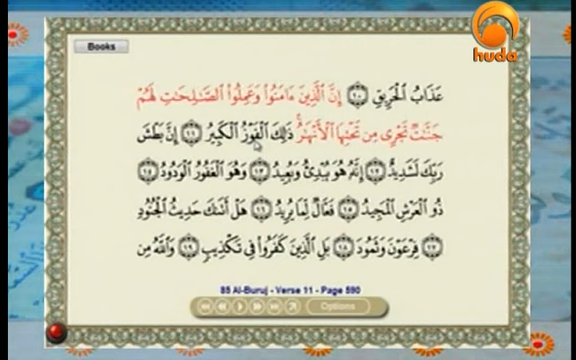 huda
Books
عَذَابُ الْحَرِيقِ ۝١٠ إِنَّ الَّذِينَ ءَامَنُوا۟ وَعَمِلُوا۟ الصَّـٰلِحَـٰتِ لَهُمْ
جَنَّـٰتٌ تَجْرِى مِن تَحْتِهَا الْأَنْهَـٰرُ ۚ ذَٰلِكَ الْفَوْزُ الْكَبِيرُ ۝١١ إِنَّ بَطْشَ
رَبِّكَ لَشَدِيدٌ ۝١٢ إِنَّهُۥ هُوَ يُبْدِئُ وَيُعِيدُ ۝١٣ وَهُوَ الْغَفُورُ الْوَدُودُ ۝١٤
ذُو الْعَرْشِ الْمَجِيدُ ۝١٥ فَعَّالٌ لِّمَا يُرِيدُ ۝١٦ هَلْ أَتَىٰكَ حَدِيثُ الْجُنُودِ
۝١٧ فِرْعَوْنَ وَثَمُودَ ۝١٨ بَلِ الَّذِينَ كَفَرُوا۟ فِى تَكْذِيبٍ ۝١٩ وَاللَّهُ مِن
85 Al-Buruj - Verse 11 - Page 590
Options